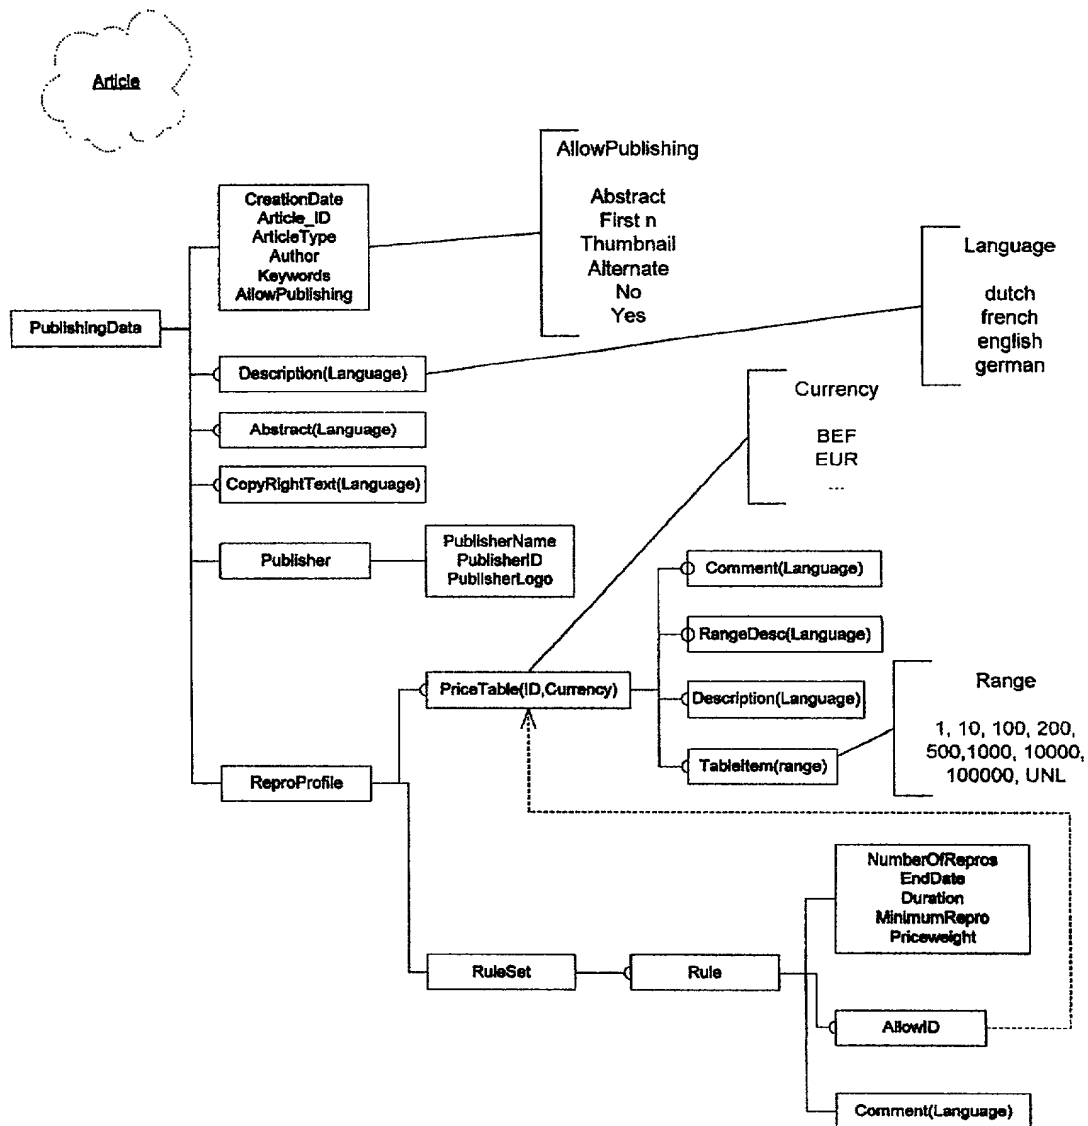 Article
AllowPublishing
Abstract
First n
Thumbnail
Alternate
No
Yes
CreationDate
Article_ID
ArticleType
Author
Keywords
AllowPublishing
Language
dutch
french
english
german
PublishingData
Description(Language)
Currency
BEF
EUR
...
Abstract(Language)
CopyRightText(Language)
Publisher
PublisherName
PublisherID
PublisherLogo
Comment(Language)
RangeDesc(Language)
PriceTable(ID,Currency)
Description(Language)
TableItem(range)
Range
1, 10, 100, 200,
500,1000, 10000,
100000, UNL
ReproProfile
NumberOfRepros
EndDate
Duration
MinimumRepro
Priceweight
RuleSet
Rule
AllowID
Comment(Language)